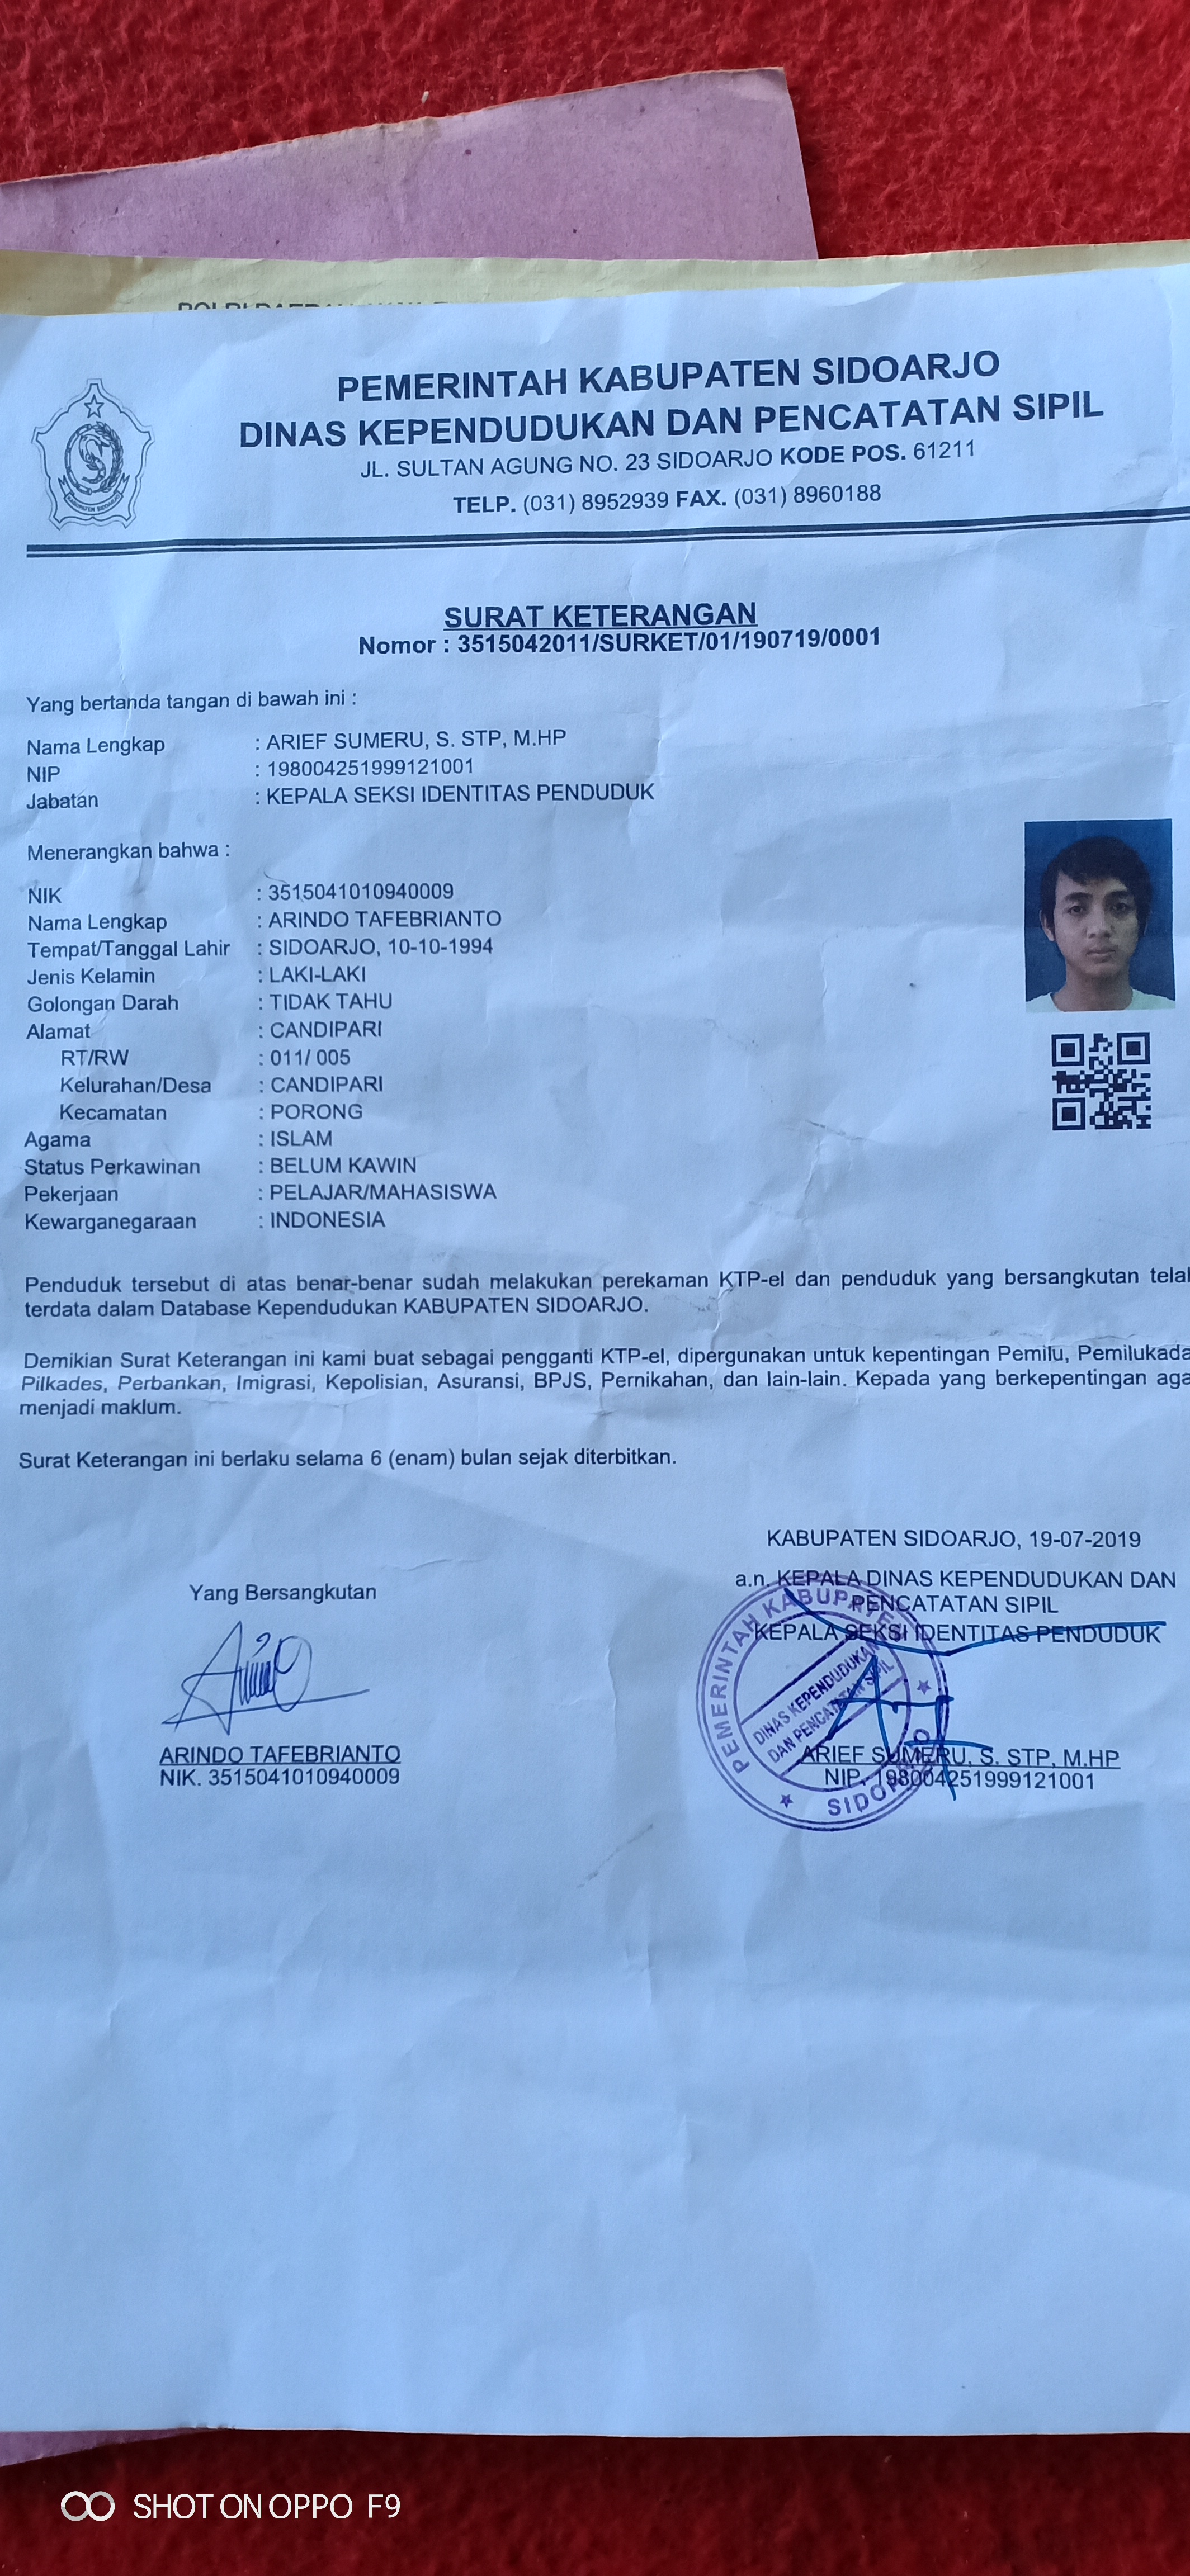 PEMERINTAH KABUPATEN SIDOARJO
DINAS KEPENDUDUKAN DAN PENCATATAN SIPIL
JL. SULTAN AGUNG NO. 23 SIDOARJO KODE POS. 61211
TELP. (031) 8952939 FAX. (031) 8960188
KABUPATEN SIDOARJO
SURAT KETERANGAN
Nomor : 3515042011/SURKET/01/190719/0001
Yang bertanda tangan di bawah ini :
Nama Lengkap : ARIEF SUMERU, S. STP, M.HP
NIP : 198004251999121001
Jabatan : KEPALA SEKSI IDENTITAS PENDUDUK
Menerangkan bahwa :
NIK : 3515041010940009
Nama Lengkap : ARINDO TAFEBRIANTO
Tempat/Tanggal Lahir : SIDOARJO, 10-10-1994
Jenis Kelamin : LAKI-LAKI
Golongan Darah : TIDAK TAHU
Alamat : CANDIPARI
RT/RW : 011/ 005
Kelurahan/Desa : CANDIPARI
Kecamatan : PORONG
Agama : ISLAM
Status Perkawinan : BELUM KAWIN
Pekerjaan : PELAJAR/MAHASISWA
Kewarganegaraan : INDONESIA
Penduduk tersebut di atas benar-benar sudah melakukan perekaman KTP-el dan penduduk yang bersangkutan
terdata dalam Database Kependudukan KABUPATEN SIDOARJO.
Demikian Surat Keterangan ini kami buat sebagai pengganti KTP-el, dipergunakan untuk kepentingan Pemilu, Pemilukada
Pilkades, Perbankan, Imigrasi, Kepolisian, Asuransi, BPJS, Pernikahan, dan lain-lain. Kepada yang berkepentingan
menjadi maklum.
Surat Keterangan ini berlaku selama 6 (enam) bulan sejak diterbitkan.
KABUPATEN SIDOARJO, 19-07-2019
a.n. KEPALA DINAS KEPENDUDUKAN DAN
PENCATATAN SIPIL
KEPALA SEKSI IDENTITAS PENDUDUK
Yang Bersangkutan
PEMERINTAH KABUPATEN
DINAS KEPENDUDUKAN
DAN PENCATATAN SIPIL
SIDOARJO
ARINDO TAFEBRIANTO
NIK. 3515041010940009
ARIEF SUMERU, S. STP, M.HP
NIP. 198004251999121001
SHOT ON OPPO F9